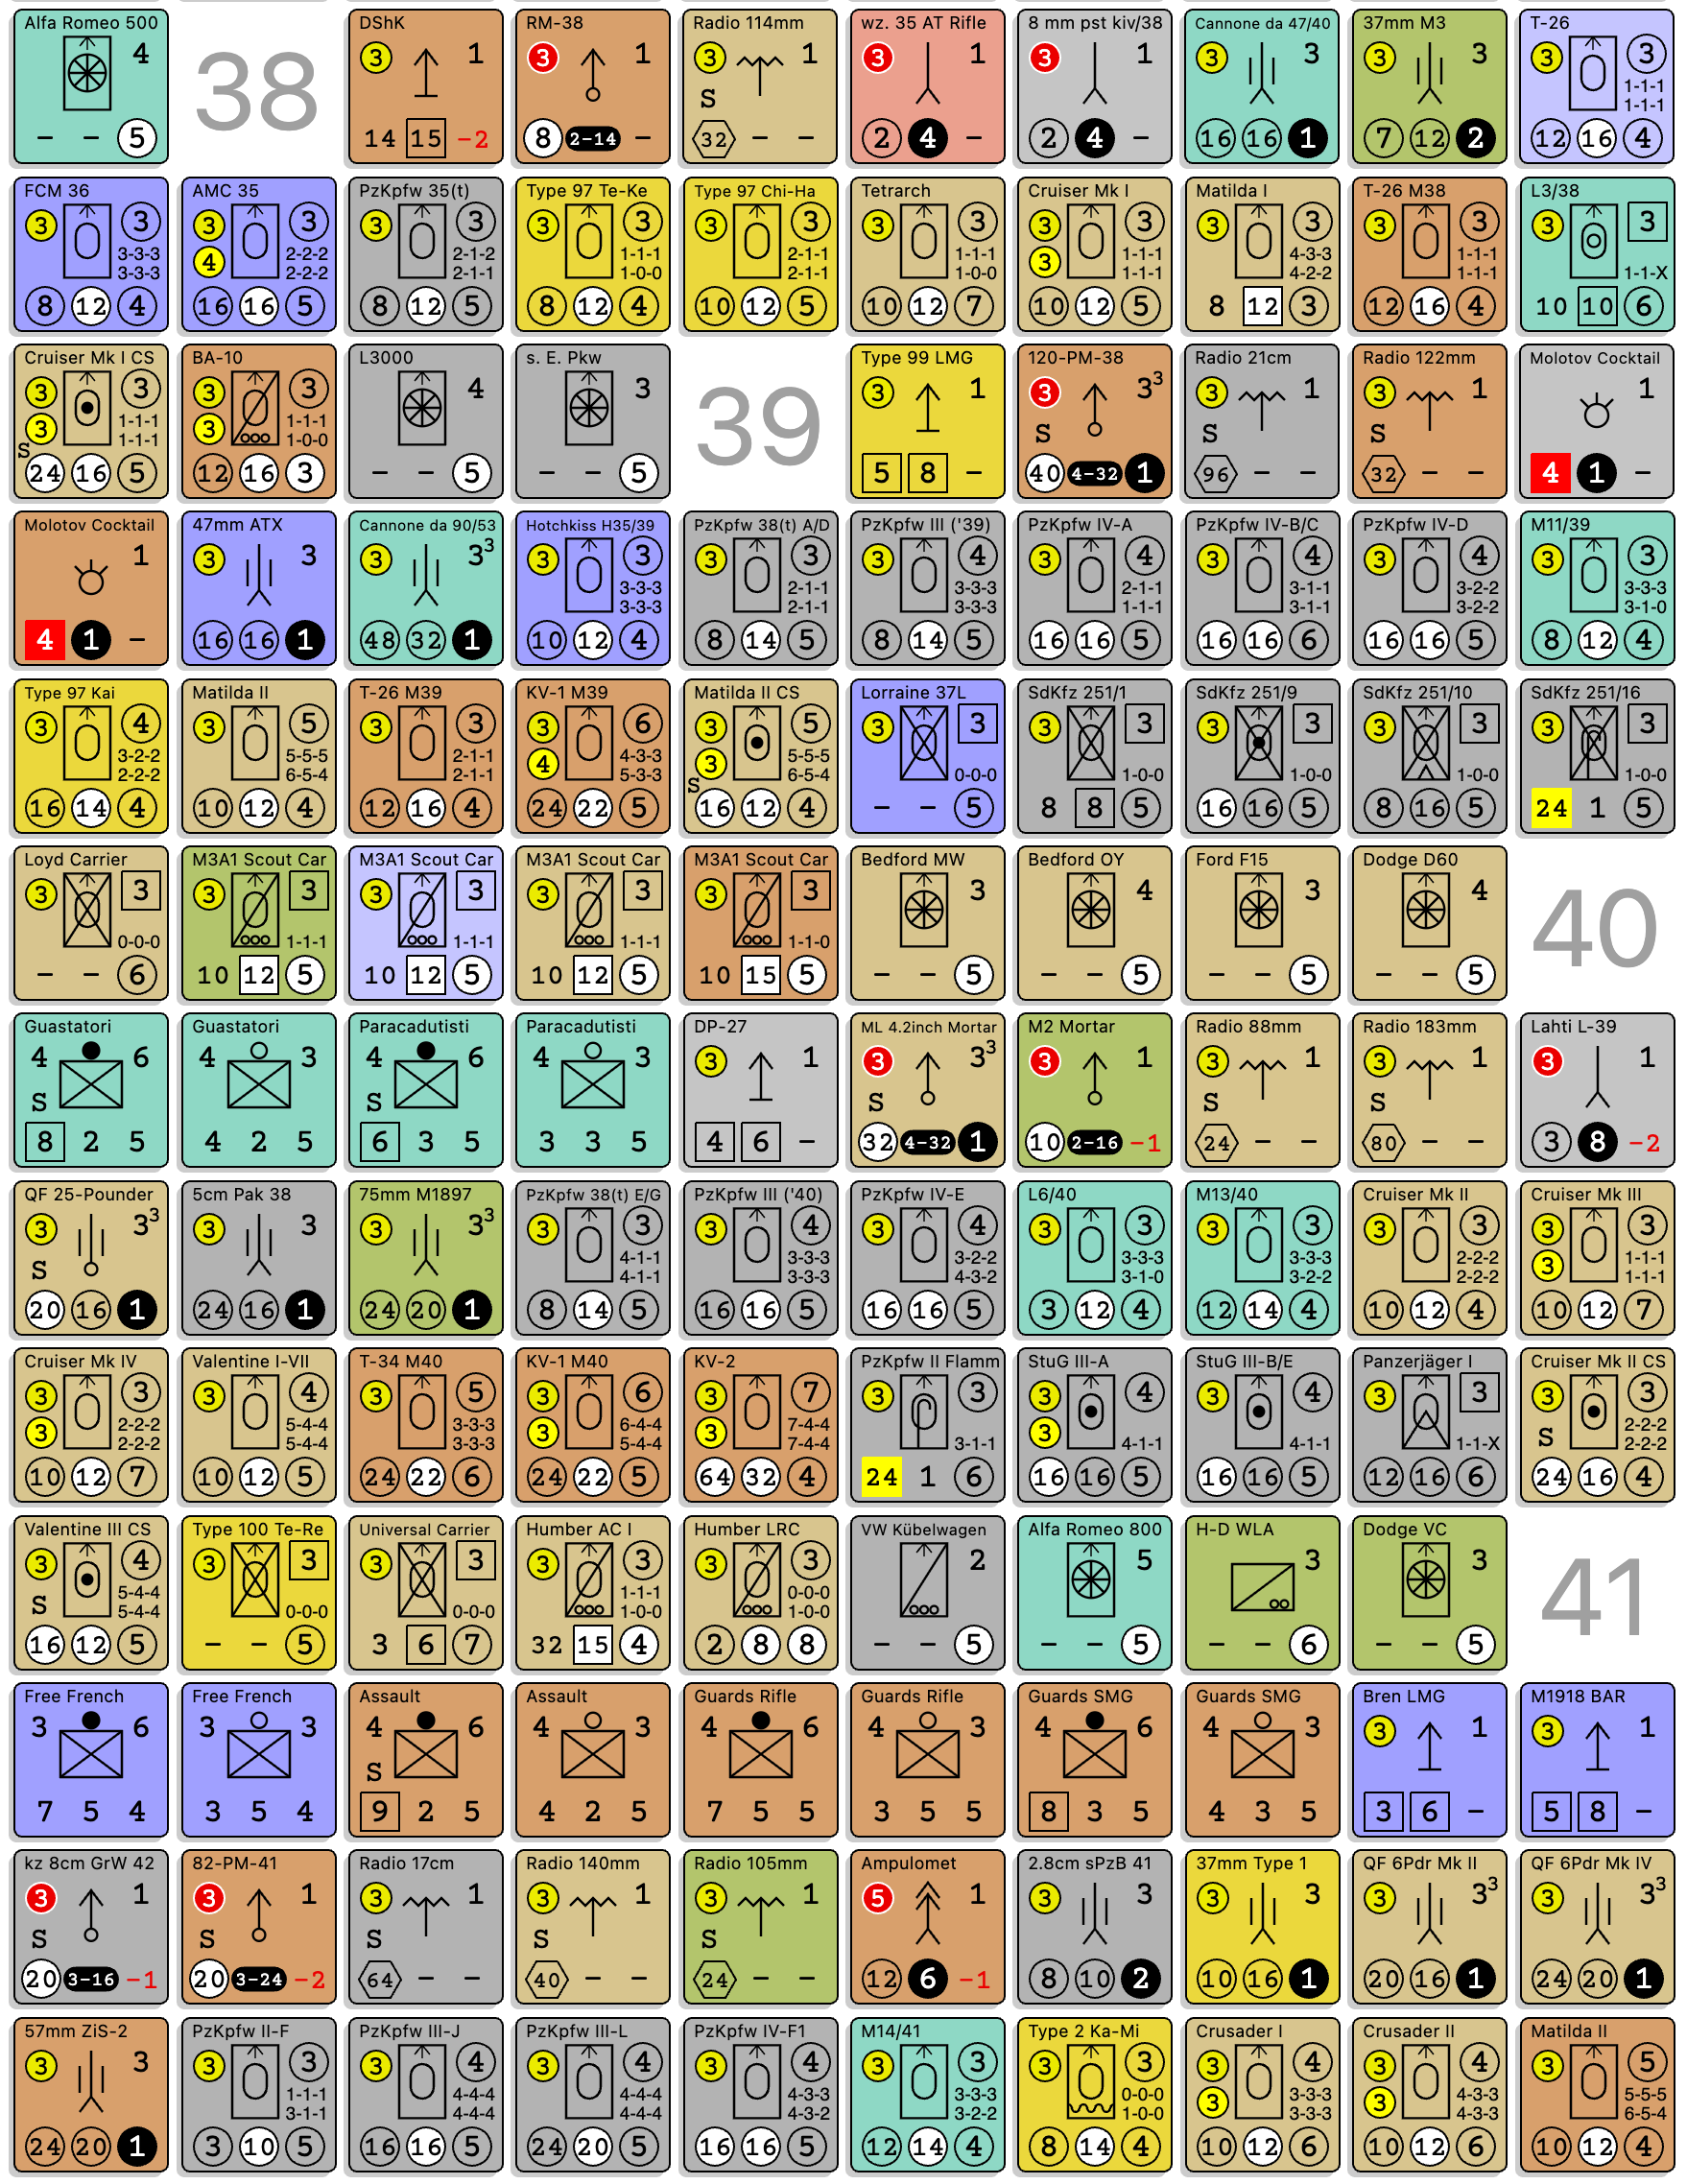 Alfa Romeo 500
4
– – 5
38
DShK
3 1
14 15 -2
RM-38
3 1
8 2-14 –
Radio 114mm
3 1
S
32 – –
wz. 35 AT Rifle
3 1
2 4 –
8 mm pst kiv/38
3 1
2 4 –
Cannone da 47/40
3 3
16 16 1
37mm M3
3 3
7 12 2
T-26
3 3
1-1-1
1-1-1
12 16 4
FCM 36
3 3
3-3-3
3-3-3
8 12 4
AMC 35
3 3
4
2-2-2
2-2-2
16 16 5
PzKpfw 35(t)
3 3
2-1-2
2-1-1
8 12 5
Type 97 Te-Ke
3 3
1-1-1
1-0-0
8 12 4
Type 97 Chi-Ha
3 3
2-1-1
2-1-1
10 12 5
Tetrarch
3 3
1-1-1
1-0-0
10 12 7
Cruiser Mk I
3 3
3
1-1-1
1-1-1
10 12 5
Matilda I
3 3
4-3-3
4-2-2
8 12 3
T-26 M38
3 3
1-1-1
1-1-1
12 16 4
L3/38
3 3
1-1-X
10 10 6
Cruiser Mk I CS
3 3
3
1-1-1
1-1-1
S
24 16 5
BA-10
3 3
3
1-1-1
1-0-0
12 16 3
L3000
4
– – 5
s. E. Pkw
3
– – 5
39
Type 99 LMG
3 1
5 8 –
120-PM-38
3 3 3
S
40 4-32 1
Radio 21cm
3 1
S
96 – –
Radio 122mm
3 1
S
32 – –
Molotov Cocktail
1
4 1 –
Molotov Cocktail
1
4 1 –
47mm ATX
3 3
16 16 1
Cannone da 90/53
3 3 3
48 32 1
Hotchkiss H35/39
3 3
3-3-3
3-3-3
10 12 4
PzKpfw 38(t) A/D
3 3
2-1-1
2-1-1
8 14 5
PzKpfw III ('39)
3 4
3-3-3
3-3-3
8 14 5
PzKpfw IV-A
3 4
2-1-1
1-1-1
16 16 5
PzKpfw IV-B/C
3 4
3-1-1
3-1-1
16 16 6
PzKpfw IV-D
3 4
3-2-2
3-2-2
16 16 5
M11/39
3 3
3-3-3
3-1-0
8 12 4
Type 97 Kai
3 4
3-2-2
2-2-2
16 14 4
Matilda II
3 5
5-5-5
6-5-4
10 12 4
T-26 M39
3 3
2-1-1
2-1-1
12 16 4
KV-1 M39
3 6
4
4-3-3
5-3-3
24 22 5
Matilda II CS
3 5
3
5-5-5
6-5-4
S
16 12 4
Lorraine 37L
3 3
0-0-0
– – 5
SdKfz 251/1
3 3
1-0-0
8 8 5
SdKfz 251/9
3 3
1-0-0
16 16 5
SdKfz 251/10
3 3
1-0-0
8 16 5
SdKfz 251/16
3 3
1-0-0
24 1 5
Loyd Carrier
3 3
0-0-0
– – 6
M3A1 Scout Car
3 3
1-1-1
10 12 5
M3A1 Scout Car
3 3
1-1-1
10 12 5
M3A1 Scout Car
3 3
1-1-1
10 12 5
M3A1 Scout Car
3 3
1-1-0
10 15 5
Bedford MW
3
– – 5
Bedford OY
4
– – 5
Ford F15
3
– – 5
Dodge D60
4
– – 5
40
Guastatori
4 6
S
8 2 5
Guastatori
4 3
4 2 5
Paracadutisti
4 6
S
6 3 5
Paracadutisti
4 3
3 3 5
DP-27
3 1
4 6 –
ML 4.2inch Mortar
3 3 3
S
32 4-32 1
M2 Mortar
3 1
10 2-16 -1
Radio 88mm
3 1
S
24 – –
Radio 183mm
3 1
S
80 – –
Lahti L-39
3 1
3 8 -2
QF 25-Pounder
3 3 3
S
20 16 1
5cm Pak 38
3 3
24 16 1
75mm M1897
3 3 3
24 20 1
PzKpfw 38(t) E/G
3 3
4-1-1
4-1-1
8 14 5
PzKpfw III ('40)
3 4
3-3-3
3-3-3
16 16 5
PzKpfw IV-E
3 4
3-2-2
4-3-2
16 16 5
L6/40
3 3
3-3-3
3-1-0
3 12 4
M13/40
3 3
3-3-3
3-2-2
12 14 4
Cruiser Mk II
3 3
2-2-2
2-2-2
10 12 4
Cruiser Mk III
3 3
3
1-1-1
1-1-1
10 12 7
Cruiser Mk IV
3 3
3
2-2-2
2-2-2
10 12 7
Valentine I-VII
3 4
5-4-4
5-4-4
10 12 5
T-34 M40
3 5
3-3-3
3-3-3
24 22 6
KV-1 M40
3 6
3
6-4-4
5-4-4
24 22 5
KV-2
3 7
3
7-4-4
7-4-4
64 32 4
PzKpfw II Flamm
3 3
3-1-1
24 1 6
StuG III-A
3 4
3
4-1-1
16 16 5
StuG III-B/E
3 4
4-1-1
16 16 5
Panzerjäger I
3 3
1-1-X
12 16 6
Cruiser Mk II CS
3 3
S
2-2-2
2-2-2
24 16 4
Valentine III CS
3 4
S
5-4-4
5-4-4
16 12 5
Type 100 Te-Re
3 3
0-0-0
– – 5
Universal Carrier
3 3
0-0-0
3 6 7
Humber AC I
3 3
1-1-1
1-0-0
32 15 4
Humber LRC
3 3
0-0-0
1-0-0
2 8 8
VW Kübelwagen
2
– – 5
Alfa Romeo 800
5
– – 5
H-D WLA
3
– – 6
Dodge VC
3
– – 5
41
Free French
3 6
7 5 4
Free French
3 3
3 5 4
Assault
4 6
S
9 2 5
Assault
4 3
4 2 5
Guards Rifle
4 6
7 5 5
Guards Rifle
4 3
3 5 5
Guards SMG
4 6
8 3 5
Guards SMG
4 3
4 3 5
Bren LMG
3 1
3 6 –
M1918 BAR
3 1
5 8 –
kz 8cm GrW 42
3 1
S
20 3-16 -1
82-PM-41
3 1
S
20 3-24 -2
Radio 17cm
3 1
S
64 – –
Radio 140mm
3 1
S
40 – –
Radio 105mm
3 1
S
24 – –
Ampulomet
5 1
12 6 -1
2.8cm sPzB 41
3 3
8 10 2
37mm Type 1
3 3
10 16 1
QF 6Pdr Mk II
3 3 3
20 16 1
QF 6Pdr Mk IV
3 3 3
24 20 1
57mm ZiS-2
3 3
24 20 1
PzKpfw II-F
3 3
1-1-1
3-1-1
3 10 5
PzKpfw III-J
3 4
4-4-4
4-4-4
16 16 5
PzKpfw III-L
3 4
4-4-4
4-4-4
24 20 5
PzKpfw IV-F1
3 4
4-3-3
4-3-2
16 16 5
M14/41
3 3
3-3-3
3-2-2
12 14 4
Type 2 Ka-Mi
3 3
0-0-0
1-0-0
8 14 4
Crusader I
3 4
3
3-3-3
3-3-3
10 12 6
Crusader II
3 4
3
4-3-3
4-3-3
10 12 6
Matilda II
3 5
5-5-5
6-5-4
10 12 4